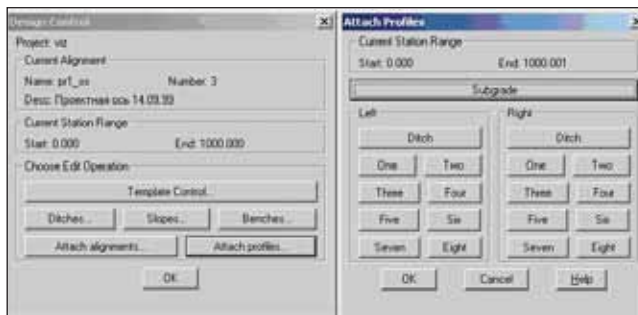 Design Control
Project: viz
Current Alignment
Name: pr1_os Number: 3
Desc: Проектная ось 14.09.99
Current Station Range
Start: 0.000 End: 1000.000
Choose Edit Operation
Template Control...
Ditches... Slopes... Benches...
Attach alignments... Attach profiles...
OK
Attach Profiles
Current Station Range
Start: 0.000 End: 1000.001
Subgrade
Left
Ditch
One Two
Three Four
Five Six
Seven Eight
Right
Ditch
One Two
Three Four
Five Six
Seven Eight
OK Cancel Help